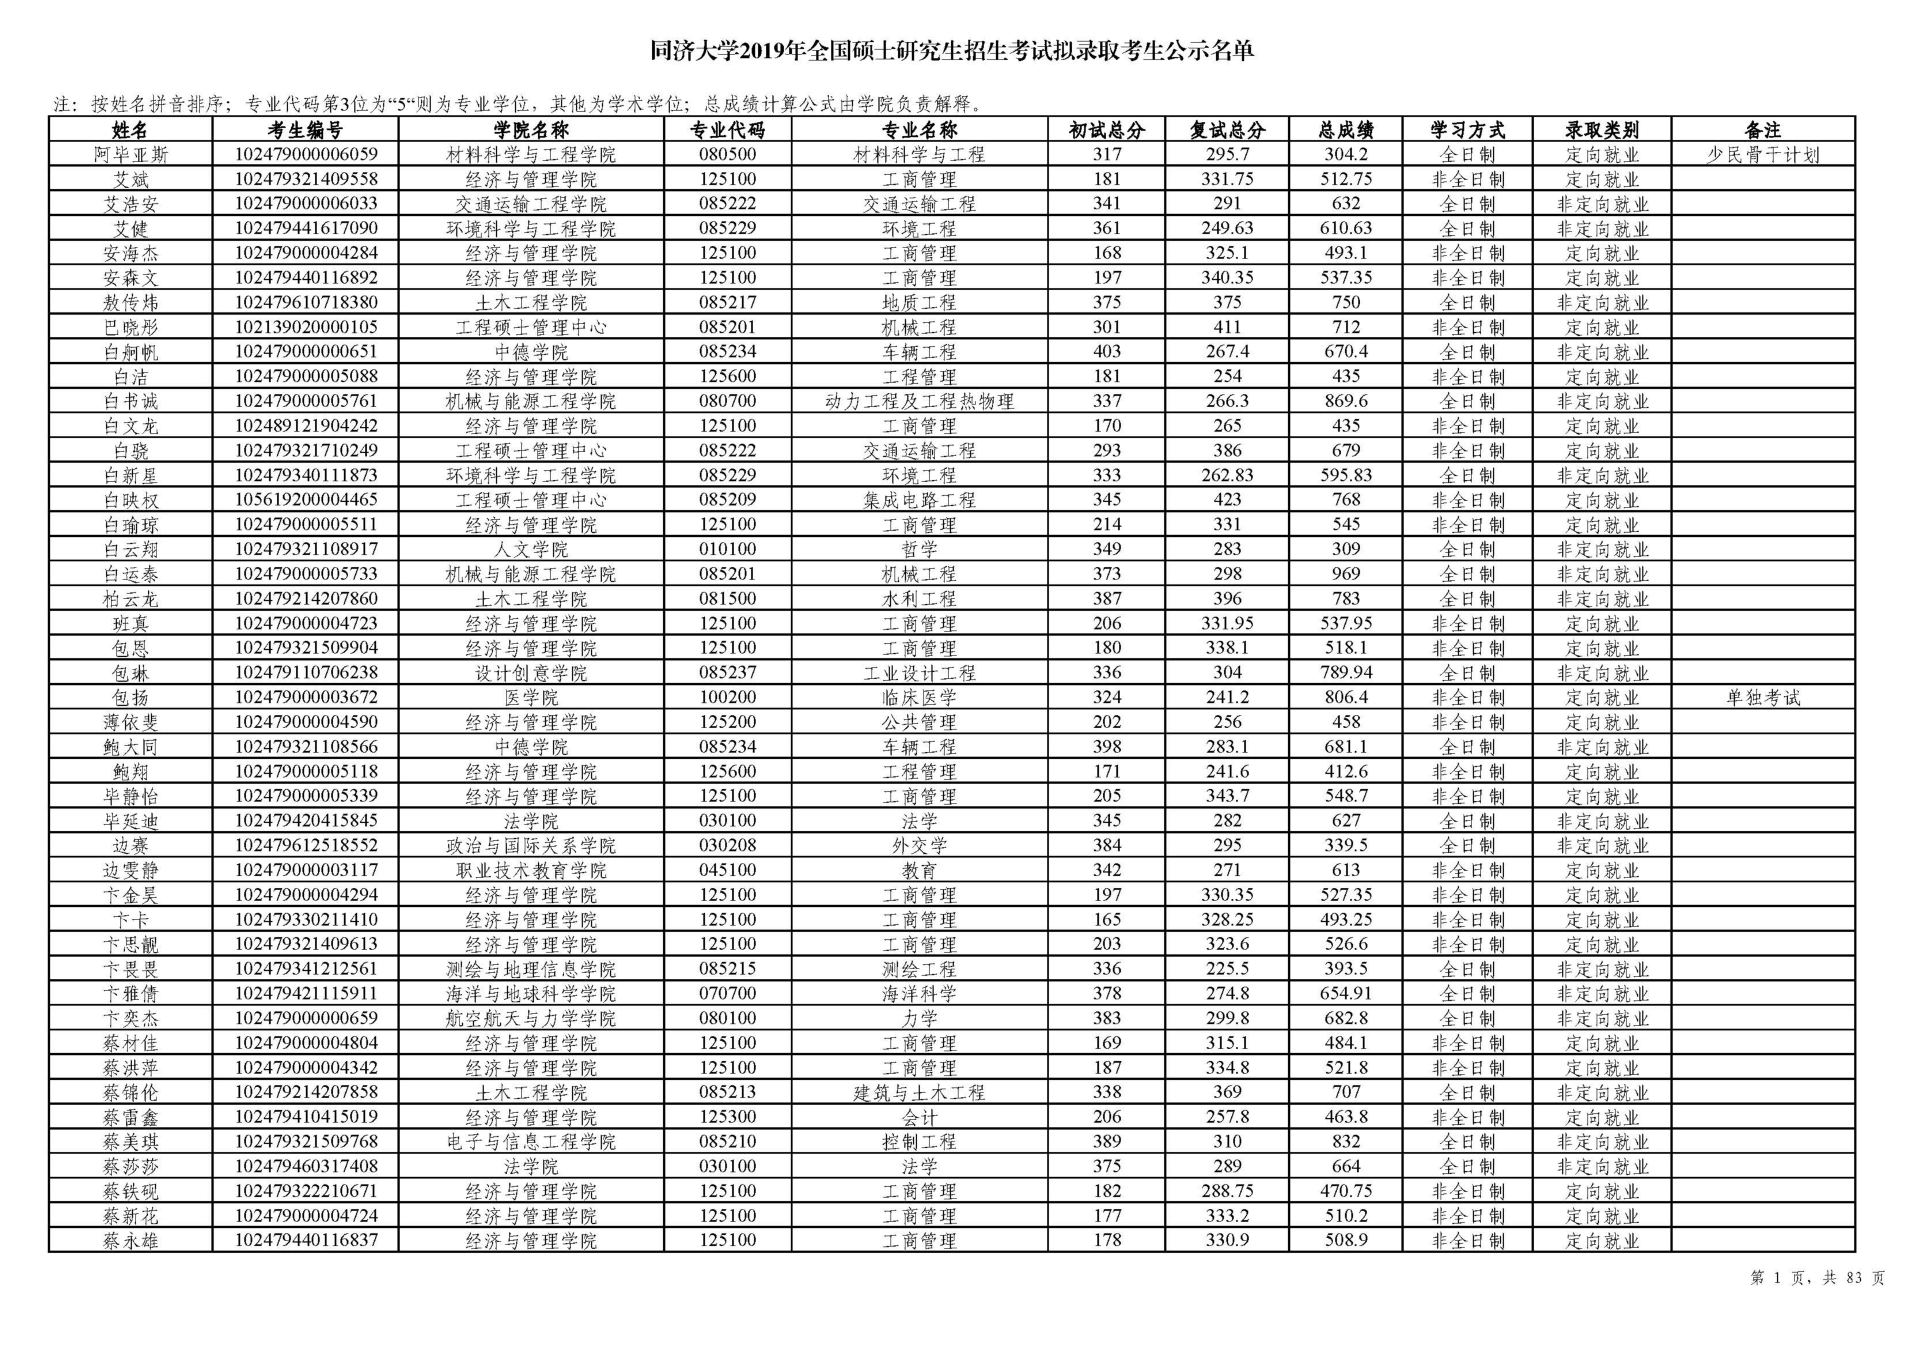 同济大学2019年全国硕士研究生招生考试拟录取考生公示名单
注：按姓名拼音排序；专业代码第3位为“5“则为专业学位，其他为学术学位；总成绩计算公式由学院负责解释。
姓名 考生编号 学院名称 专业代码 专业名称 初试总分 复试总分 总成绩 学习方式 录取类别 备注
阿毕亚斯 102479000006059 材料科学与工程学院 080500 材料科学与工程 317 295.7 304.2 全日制 定向就业 少民骨干计划
艾斌 102479321409558 经济与管理学院 125100 工商管理 181 331.75 512.75 非全日制 定向就业
艾浩安 102479000006033 交通运输工程学院 085222 交通运输工程 341 291 632 全日制 非定向就业
艾健 102479441617090 环境科学与工程学院 085229 环境工程 361 249.63 610.63 全日制 非定向就业
安海杰 102479000004284 经济与管理学院 125100 工商管理 168 325.1 493.1 非全日制 定向就业
安森文 102479440116892 经济与管理学院 125100 工商管理 197 340.35 537.35 非全日制 定向就业
敖传炜 102479610718380 土木工程学院 085217 地质工程 375 375 750 全日制 非定向就业
巴晓彤 102139020000105 工程硕士管理中心 085201 机械工程 301 411 712 非全日制 定向就业
白舸帆 102479000000651 中德学院 085234 车辆工程 403 267.4 670.4 全日制 非定向就业
白洁 102479000005088 经济与管理学院 125600 工程管理 181 254 435 非全日制 定向就业
白书诚 102479000005761 机械与能源工程学院 080700 动力工程及工程热物理 337 266.3 869.6 全日制 非定向就业
白文龙 102489121904242 经济与管理学院 125100 工商管理 170 265 435 非全日制 定向就业
白骁 102479321710249 工程硕士管理中心 085222 交通运输工程 293 386 679 非全日制 定向就业
白新星 102479340111873 环境科学与工程学院 085229 环境工程 333 262.83 595.83 全日制 非定向就业
白映权 105619200004465 工程硕士管理中心 085209 集成电路工程 345 423 768 非全日制 定向就业
白瑜琼 102479000005511 经济与管理学院 125100 工商管理 214 331 545 非全日制 定向就业
白云翔 102479321108917 人文学院 010100 哲学 349 283 309 全日制 非定向就业
白运泰 102479000005733 机械与能源工程学院 085201 机械工程 373 298 969 全日制 非定向就业
柏云龙 102479214207860 土木工程学院 081500 水利工程 387 396 783 全日制 非定向就业
班真 102479000004723 经济与管理学院 125100 工商管理 206 331.95 537.95 非全日制 定向就业
包恩 102479321509904 经济与管理学院 125100 工商管理 180 338.1 518.1 非全日制 定向就业
包琳 102479110706238 设计创意学院 085237 工业设计工程 336 304 789.94 全日制 非定向就业
包扬 102479000003672 医学院 100200 临床医学 324 241.2 806.4 非全日制 定向就业 单独考试
薄依斐 102479000004590 经济与管理学院 125200 公共管理 202 256 458 非全日制 定向就业
鲍大同 102479321108566 中德学院 085234 车辆工程 398 283.1 681.1 全日制 非定向就业
鲍翔 102479000005118 经济与管理学院 125600 工程管理 171 241.6 412.6 非全日制 定向就业
毕静怡 102479000005339 经济与管理学院 125100 工商管理 205 343.7 548.7 非全日制 定向就业
毕延迪 102479420415845 法学院 030100 法学 345 282 627 全日制 非定向就业
边赛 102479612518552 政治与国际关系学院 030208 外交学 384 295 339.5 全日制 非定向就业
边雯静 102479000003117 职业技术教育学院 045100 教育 342 271 613 非全日制 定向就业
卞金昊 102479000004294 经济与管理学院 125100 工商管理 197 330.35 527.35 非全日制 定向就业
卞卡 102479330211410 经济与管理学院 125100 工商管理 165 328.25 493.25 非全日制 定向就业
卞思靓 102479321409613 经济与管理学院 125100 工商管理 203 323.6 526.6 非全日制 定向就业
卞畏畏 102479341212561 测绘与地理信息学院 085215 测绘工程 336 225.5 393.5 全日制 非定向就业
卞雅倩 102479421115911 海洋与地球科学学院 070700 海洋科学 378 274.8 654.91 全日制 非定向就业
卞奕杰 102479000000659 航空航天与力学学院 080100 力学 383 299.8 682.8 全日制 非定向就业
蔡材佳 102479000004804 经济与管理学院 125100 工商管理 169 315.1 484.1 非全日制 定向就业
蔡洪萍 102479000004342 经济与管理学院 125100 工商管理 187 334.8 521.8 非全日制 定向就业
蔡锦伦 102479214207858 土木工程学院 085213 建筑与土木工程 338 369 707 全日制 非定向就业
蔡雷鑫 102479410415019 经济与管理学院 125300 会计 206 257.8 463.8 非全日制 定向就业
蔡美琪 102479321509768 电子与信息工程学院 085210 控制工程 389 310 832 全日制 非定向就业
蔡莎莎 102479460317408 法学院 030100 法学 375 289 664 全日制 非定向就业
蔡铁砚 102479322210671 经济与管理学院 125100 工商管理 182 288.75 470.75 非全日制 定向就业
蔡新花 102479000004724 经济与管理学院 125100 工商管理 177 333.2 510.2 非全日制 定向就业
蔡永雄 102479440116837 经济与管理学院 125100 工商管理 178 330.9 508.9 非全日制 定向就业
第 1 页，共 83 页